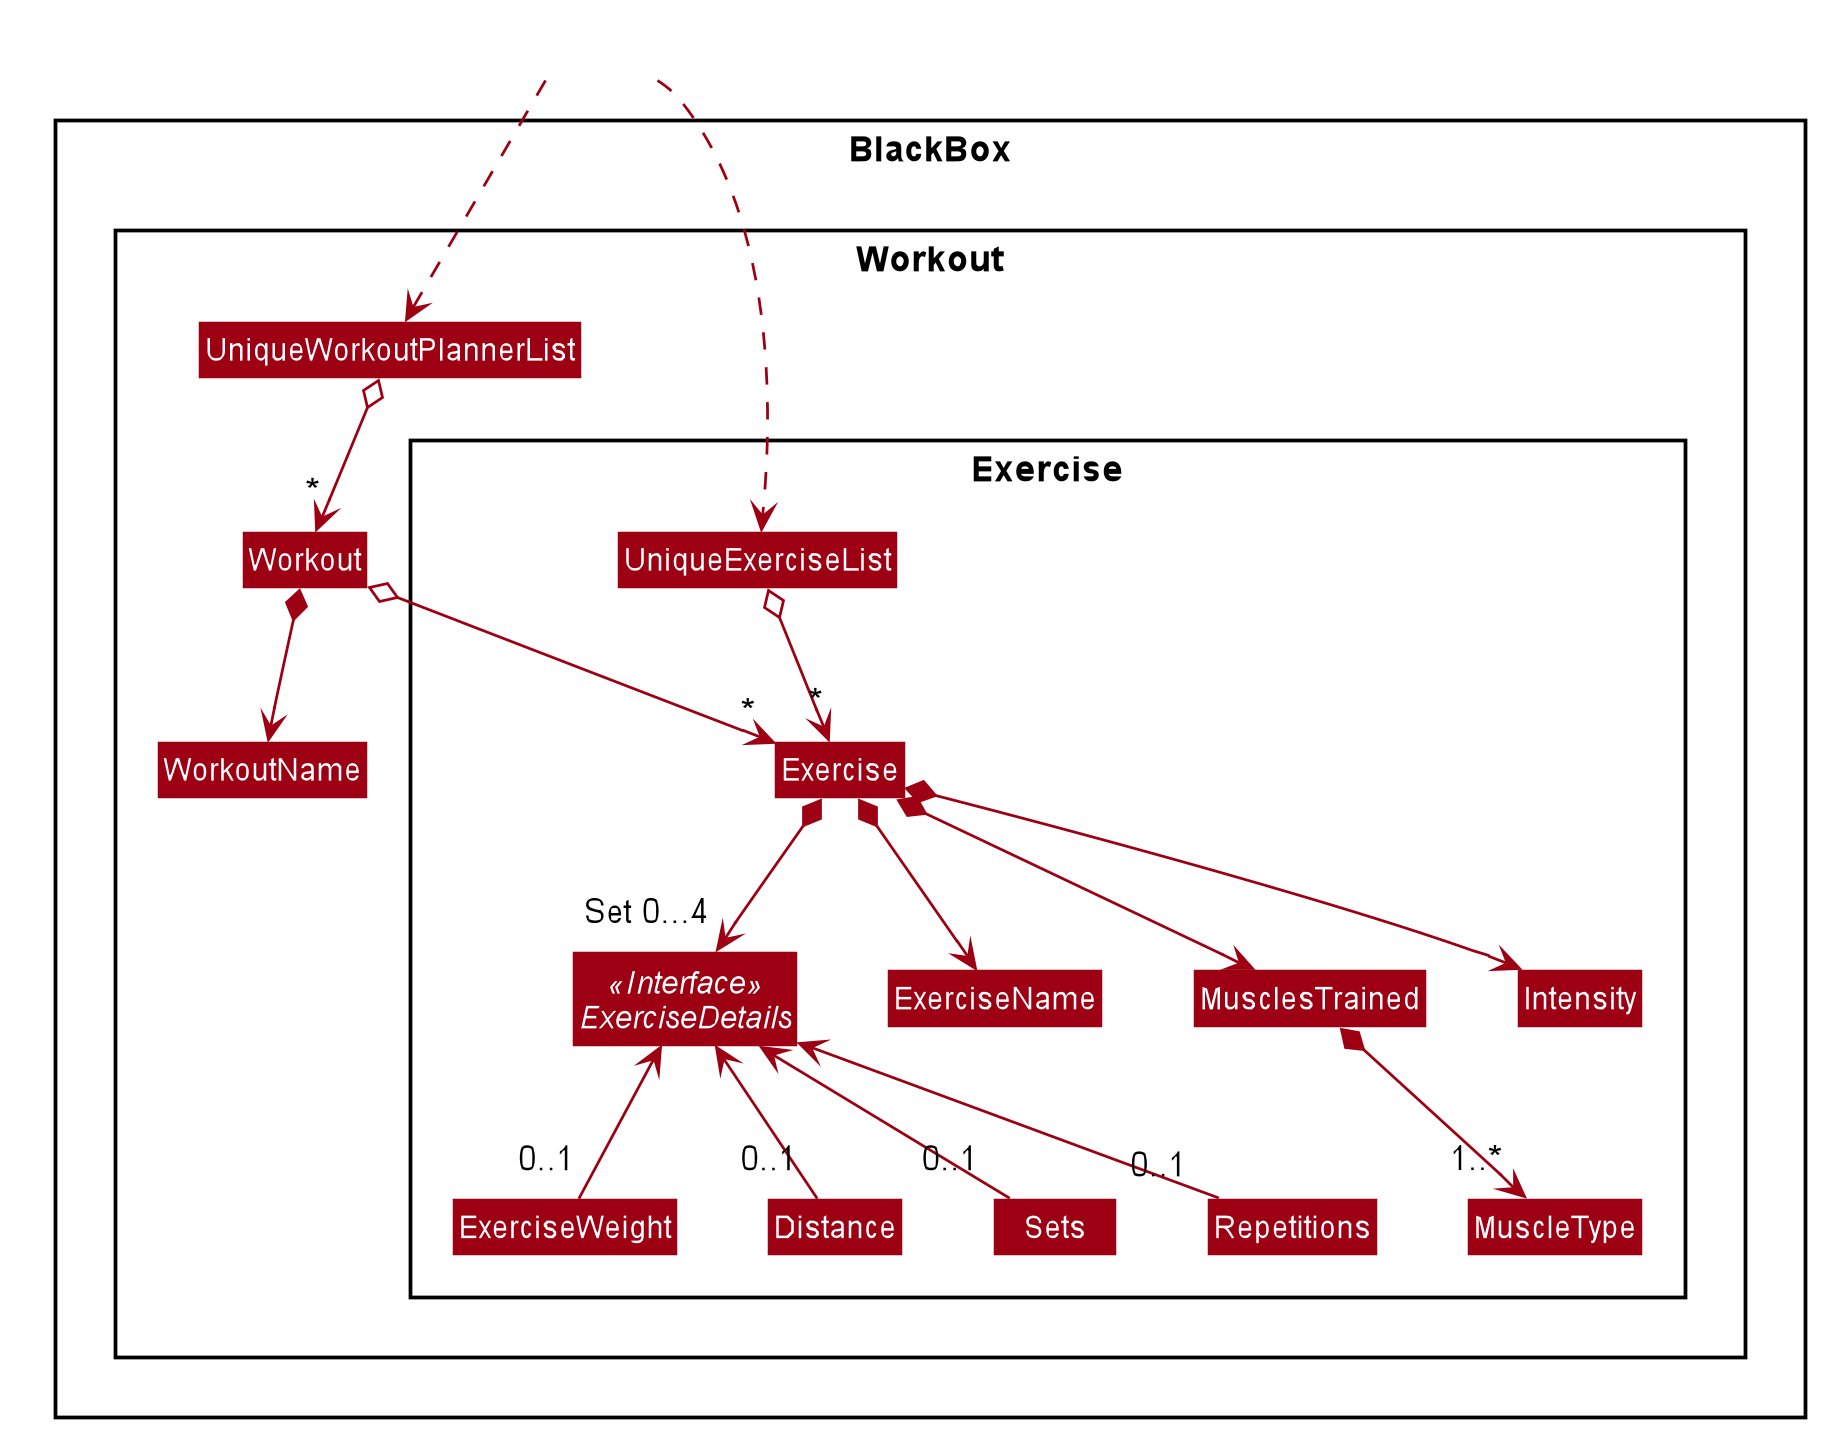 BlackBox
Workout
UniqueWorkoutPlannerList
Exercise
*
Workout
UniqueExerciseList
*
*
WorkoutName
Exercise
Set 0...4
«Interface»
ExerciseDetails
ExerciseName
MusclesTrained
Intensity
0..1
0..1
0..1
0..1
1..*
ExerciseWeight
Distance
Sets
Repetitions
MuscleType